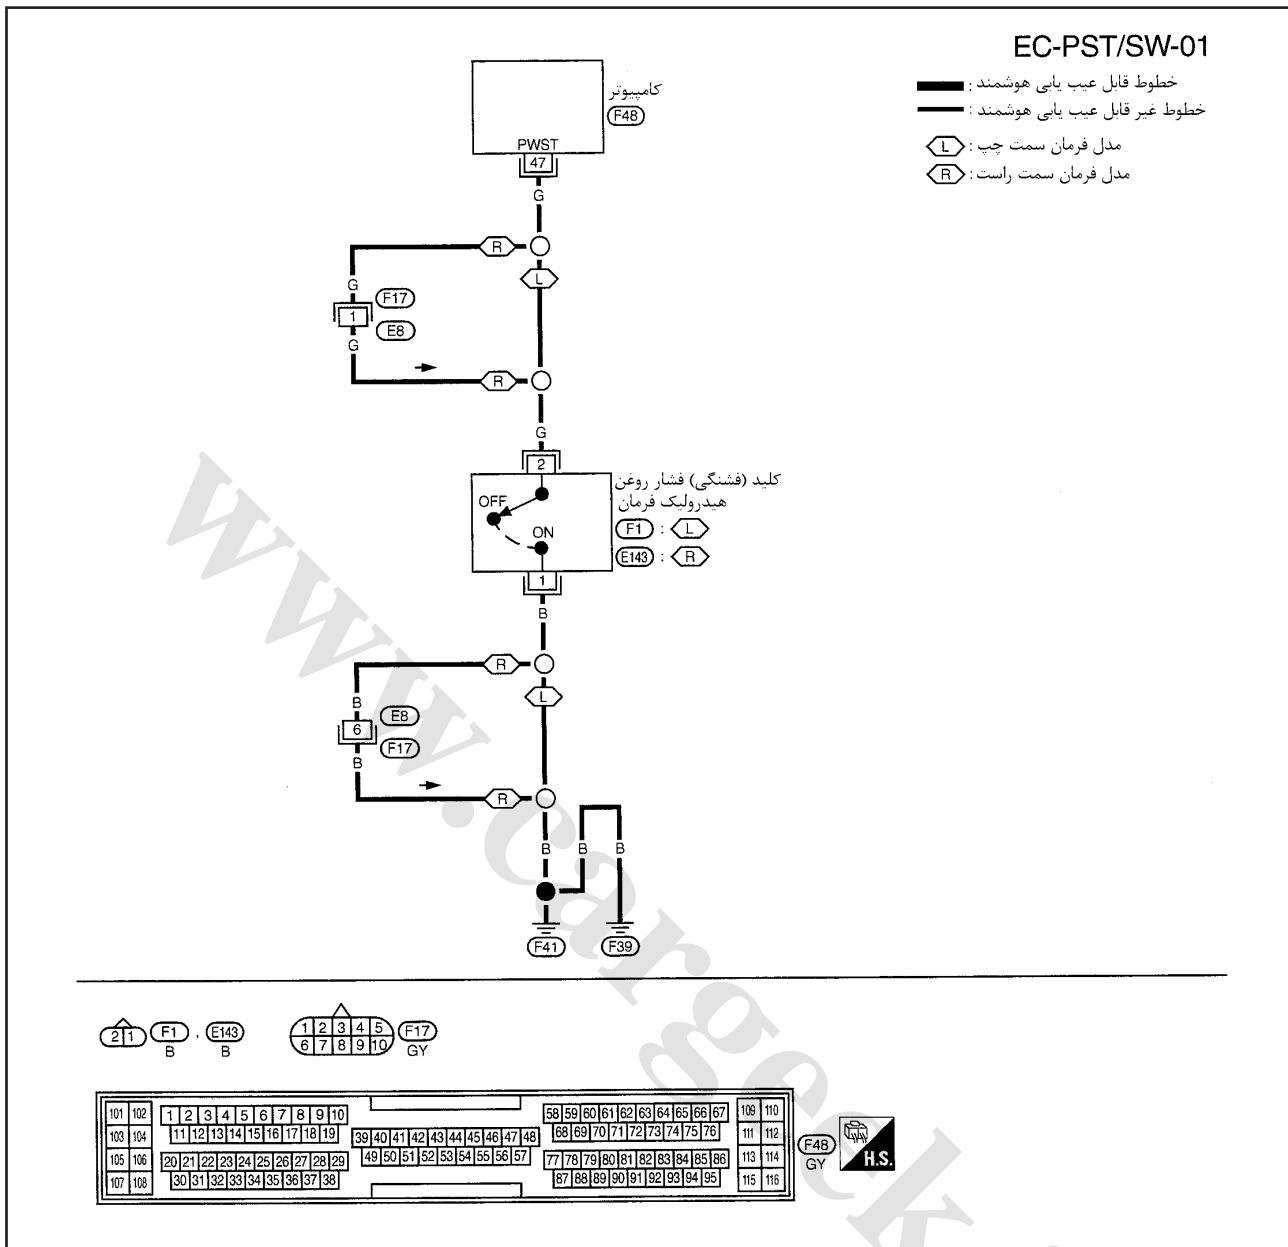 EC-PST/SW-01
خطوط قابل عیب یابی هوشمند :
خطوط غیر قابل عیب یابی هوشمند :
مدل فرمان سمت چپ : L
مدل فرمان سمت راست : R
کامپیوتر
F48
PWST
47
G
R
L
G
F17
1
E8
G
R
G
2
کلید (فشنگی) فشار روغن
هیدرولیک فرمان
OFF
ON
F1 : L
E143 : R
1
B
R
L
B
E8
6
F17
B
R
B B B
F41 F39
2 1 F1 , E143
B B
1 2 3 4 5 F17
6 7 8 9 10 GY
101 102 1 2 3 4 5 6 7 8 9 10 58 59 60 61 62 63 64 65 66 67 109 110
103 104 11 12 13 14 15 16 17 18 19 39 40 41 42 43 44 45 46 47 48 68 69 70 71 72 73 74 75 76 111 112
105 106 20 21 22 23 24 25 26 27 28 29 49 50 51 52 53 54 55 56 57 77 78 79 80 81 82 83 84 85 86 113 114
107 108 30 31 32 33 34 35 36 37 38 87 88 89 90 91 92 93 94 95 115 116
F48
GY
H.S.
www.cargeek